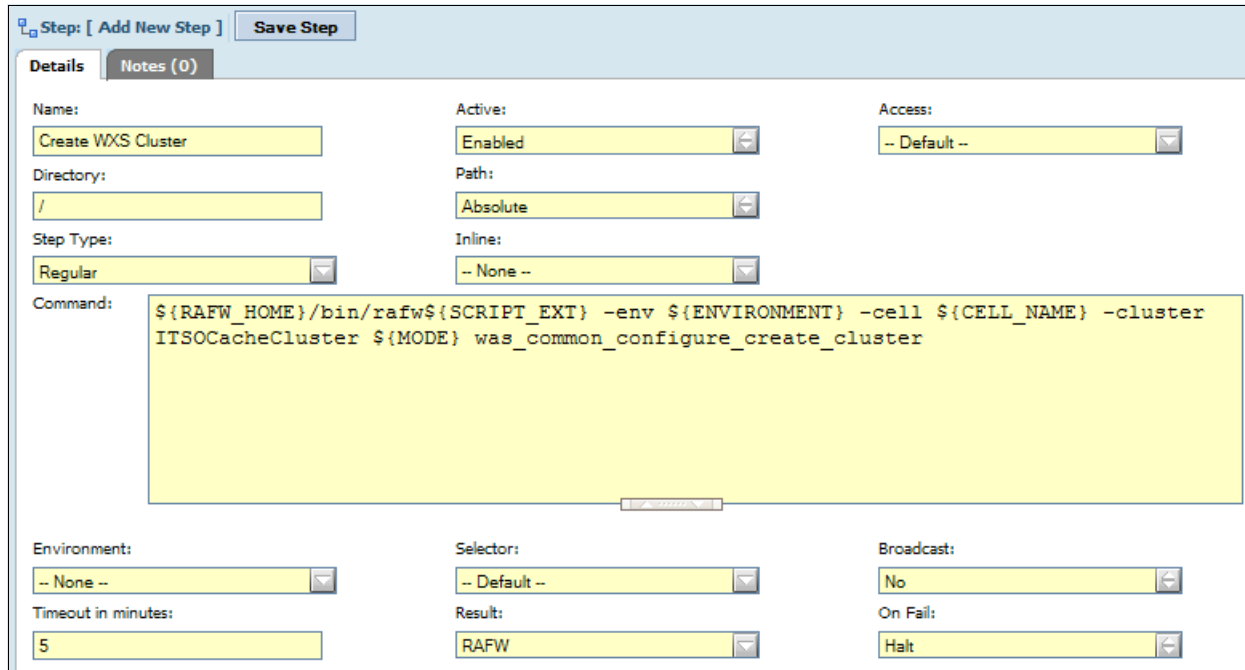 Step: [ Add New Step ] Save Step
Details Notes (0)
Name: Active: Access:
Create WXS Cluster Enabled -- Default --
Directory: Path:
/ Absolute
Step Type: Inline:
Regular -- None --
Command:
${RAFW_HOME}/bin/rafw${SCRIPT_EXT} -env ${ENVIRONMENT} -cell ${CELL_NAME} -cluster
ITSOCacheCluster ${MODE} was_common_configure_create_cluster
Environment: Selector: Broadcast:
-- None -- -- Default -- No
Timeout in minutes: Result: On Fail:
5 RAFW Halt